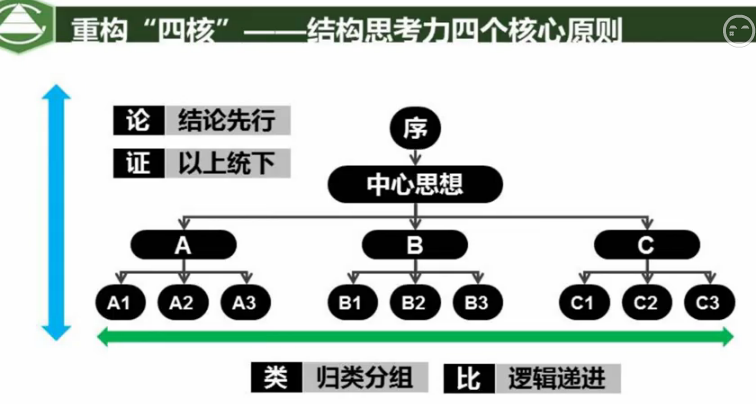 重构“四核”——结构思考力四个核心原则
论 结论先行
证 以上统下
序
中心思想
A B C
A1 A2 A3 B1 B2 B3 C1 C2 C3
类 归类分组 比 逻辑递进